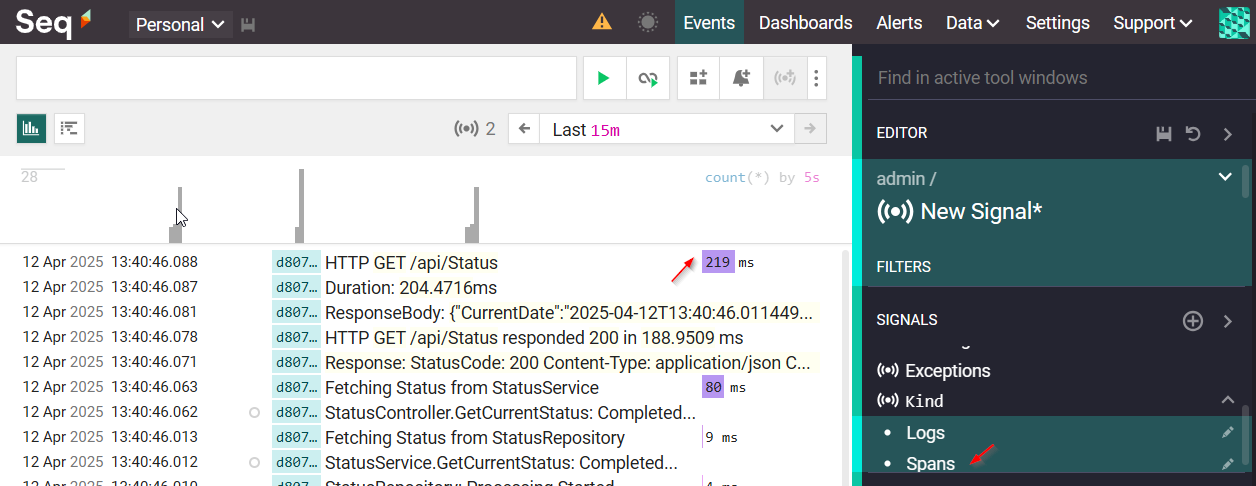 Seq Personal Events Dashboards Alerts Data Settings Support
Find in active tool windows
EDITOR
2 Last 15m
admin /
New Signal*
28 count(*) by 5s
FILTERS
SIGNALS
Exceptions
Kind
Logs
Spans
12 Apr 2025 13:40:46.088 d807... HTTP GET /api/Status 219 ms
12 Apr 2025 13:40:46.087 d807... Duration: 204.4716ms
12 Apr 2025 13:40:46.081 d807... ResponseBody: {"CurrentDate":"2025-04-12T13:40:46.011449...
12 Apr 2025 13:40:46.078 d807... HTTP GET /api/Status responded 200 in 188.9509 ms
12 Apr 2025 13:40:46.071 d807... Response: StatusCode: 200 Content-Type: application/json C...
12 Apr 2025 13:40:46.063 d807... Fetching Status from StatusService 80 ms
12 Apr 2025 13:40:46.062 d807... StatusController.GetCurrentStatus: Completed...
12 Apr 2025 13:40:46.013 d807... Fetching Status from StatusRepository 9 ms
12 Apr 2025 13:40:46.012 d807... StatusService.GetCurrentStatus: Completed...
12 Apr 2025 13:40:46.010 d807... StatusRepository: Processing Started 4 ms